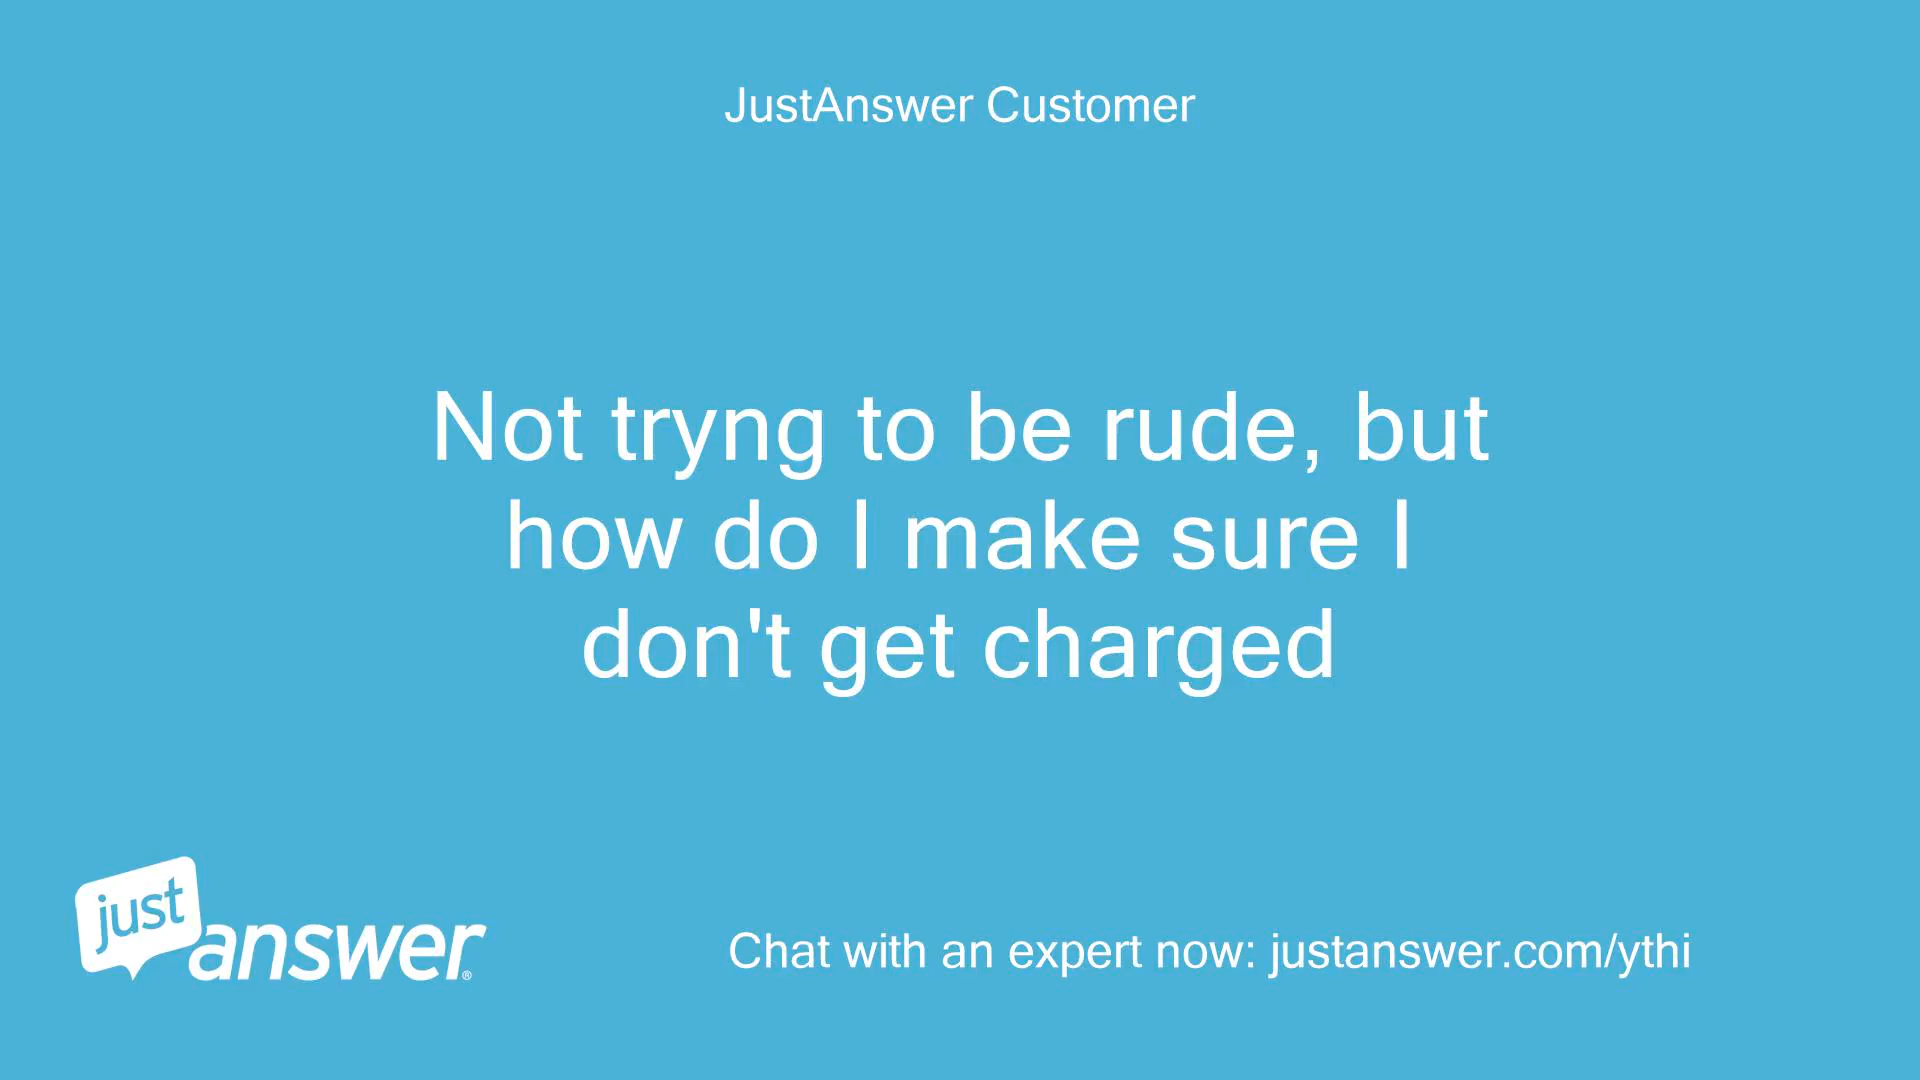 JustAnswer Customer
Not tryng to be rude, but
how do I make sure I
don't get charged
just
answer®
Chat with an expert now: justanswer.com/ythi